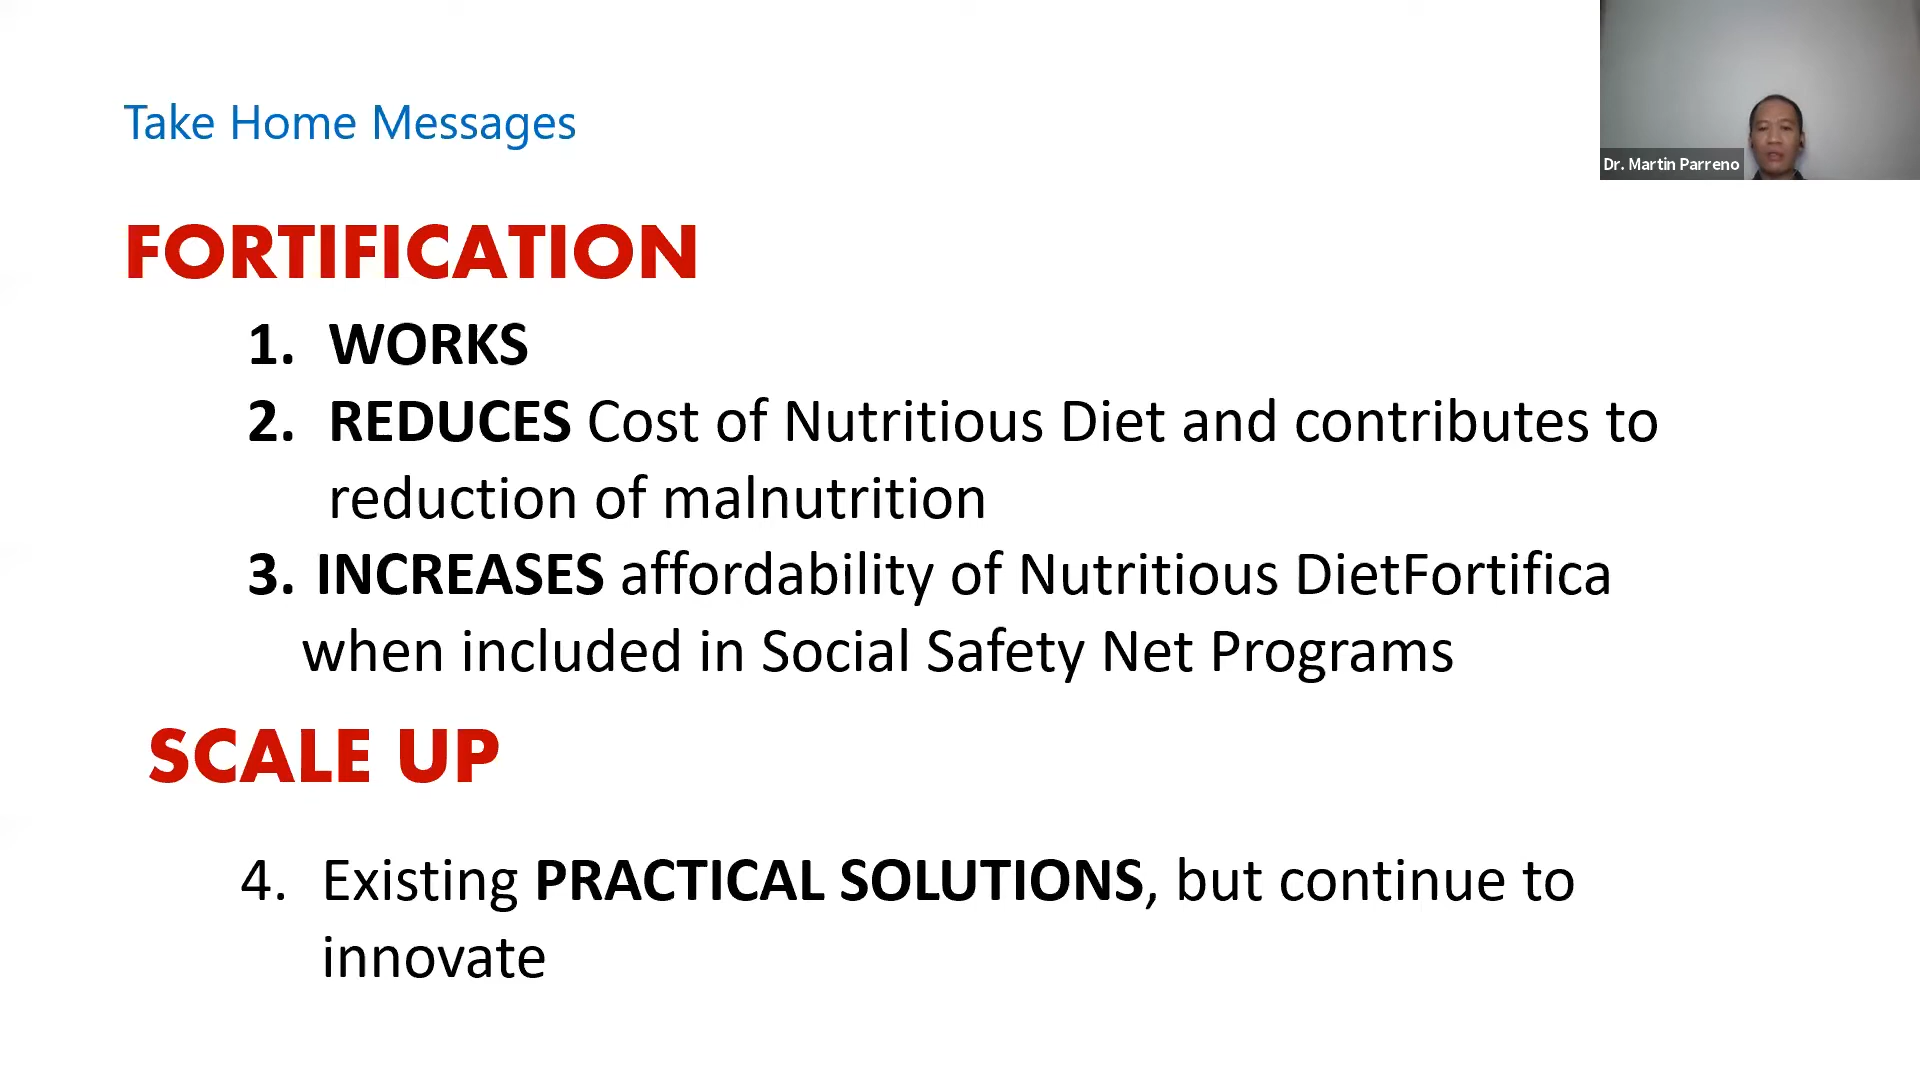 Take Home Messages
Dr. Martin Parreno
FORTIFICATION
1. WORKS
2. REDUCES Cost of Nutritious Diet and contributes to
reduction of malnutrition
3. INCREASES affordability of Nutritious DietFortifica
when included in Social Safety Net Programs
SCALE UP
4. Existing PRACTICAL SOLUTIONS, but continue to
innovate